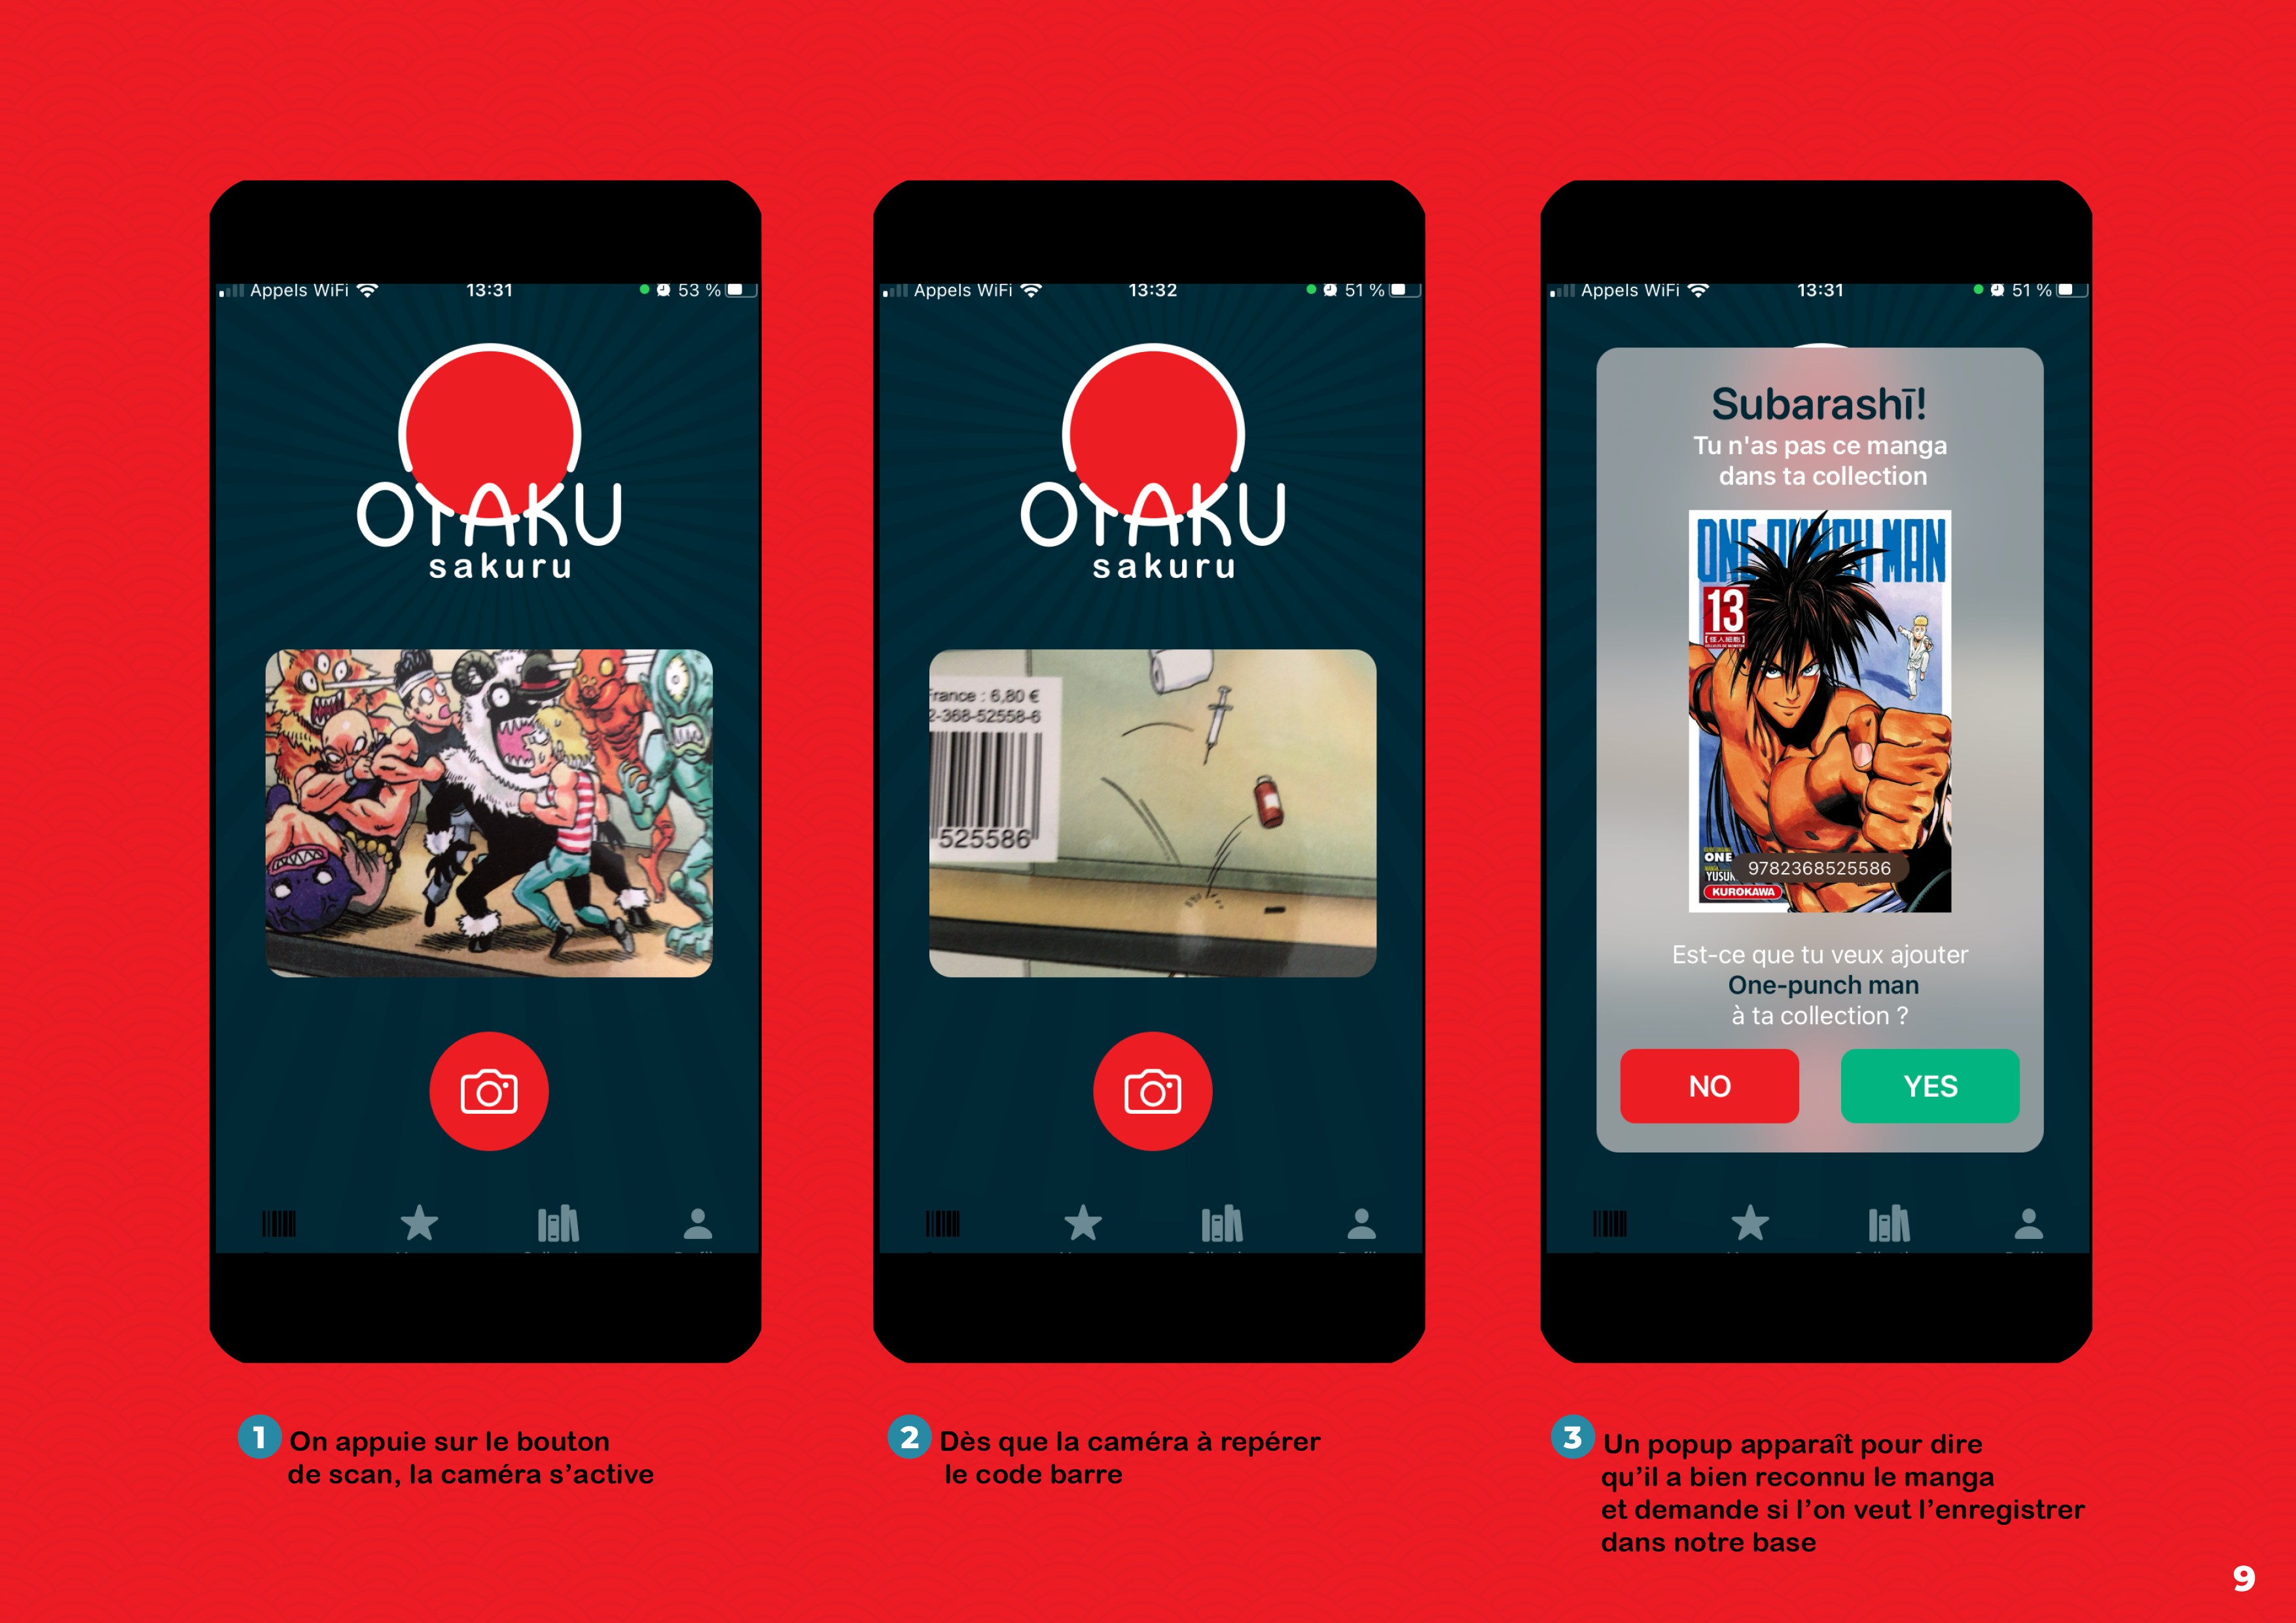 Appels WiFi 13:31 53 %
OTAKU
sakuru
1 On appuie sur le bouton
de scan, la caméra s’active
Appels WiFi 13:32 51 %
OTAKU
sakuru
France : 6,80 €
2-368-52558-6
525586
2 Dès que la caméra à repérer
le code barre
Appels WiFi 13:31 51 %
Subarashī!
Tu n'as pas ce manga
dans ta collection
ONE PUNCH MAN
13
ONE
9782368525586
KUROKAWA
Est-ce que tu veux ajouter
One-punch man
à ta collection ?
NO YES
3 Un popup apparaît pour dire
qu’il a bien reconnu le manga
et demande si l’on veut l’enregistrer
dans notre base
9